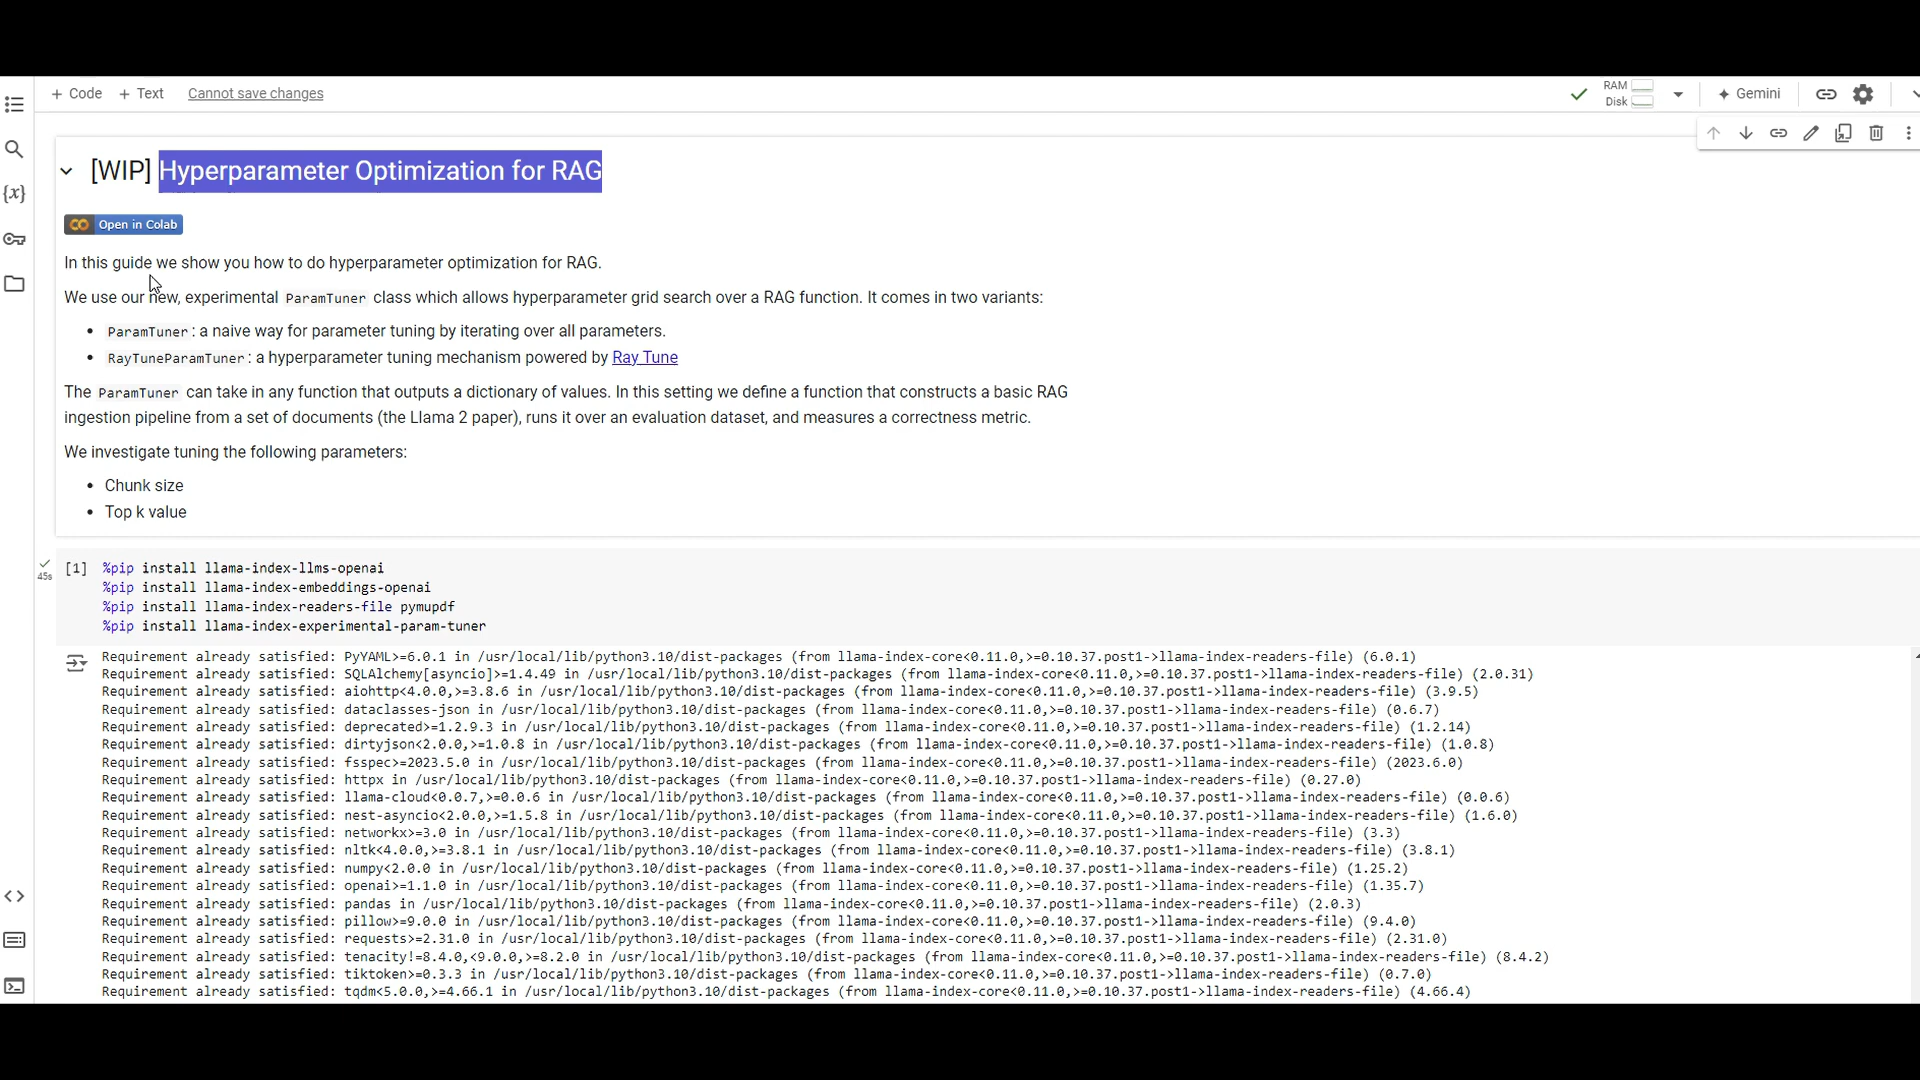 + Code + Text Cannot save changes
RAM
Disk
Gemini
[WIP] Hyperparameter Optimization for RAG
{x}
CO Open in Colab
In this guide we show you how to do hyperparameter optimization for RAG.
We use our new, experimental ParamTuner class which allows hyperparameter grid search over a RAG function. It comes in two variants:
• ParamTuner: a naive way for parameter tuning by iterating over all parameters.
• RayTuneParamTuner: a hyperparameter tuning mechanism powered by Ray Tune
The ParamTuner can take in any function that outputs a dictionary of values. In this setting we define a function that constructs a basic RAG
ingestion pipeline from a set of documents (the Llama 2 paper), runs it over an evaluation dataset, and measures a correctness metric.
We investigate tuning the following parameters:
• Chunk size
• Top k value
45s [1] %pip install llama-index-llms-openai
%pip install llama-index-embeddings-openai
%pip install llama-index-readers-file pymupdf
%pip install llama-index-experimental-param-tuner
Requirement already satisfied: PyYAML>=6.0.1 in /usr/local/lib/python3.10/dist-packages (from llama-index-core<0.11.0,>=0.10.37.post1->llama-index-readers-file) (6.0.1)
Requirement already satisfied: SQLAlchemy[asyncio]>=1.4.49 in /usr/local/lib/python3.10/dist-packages (from llama-index-core<0.11.0,>=0.10.37.post1->llama-index-readers-file) (2.0.31)
Requirement already satisfied: aiohttp<4.0.0,>=3.8.6 in /usr/local/lib/python3.10/dist-packages (from llama-index-core<0.11.0,>=0.10.37.post1->llama-index-readers-file) (3.9.5)
Requirement already satisfied: dataclasses-json in /usr/local/lib/python3.10/dist-packages (from llama-index-core<0.11.0,>=0.10.37.post1->llama-index-readers-file) (0.6.7)
Requirement already satisfied: deprecated>=1.2.9.3 in /usr/local/lib/python3.10/dist-packages (from llama-index-core<0.11.0,>=0.10.37.post1->llama-index-readers-file) (1.2.14)
Requirement already satisfied: dirtyjson<2.0.0,>=1.0.8 in /usr/local/lib/python3.10/dist-packages (from llama-index-core<0.11.0,>=0.10.37.post1->llama-index-readers-file) (1.0.8)
Requirement already satisfied: fsspec>=2023.5.0 in /usr/local/lib/python3.10/dist-packages (from llama-index-core<0.11.0,>=0.10.37.post1->llama-index-readers-file) (2023.6.0)
Requirement already satisfied: httpx in /usr/local/lib/python3.10/dist-packages (from llama-index-core<0.11.0,>=0.10.37.post1->llama-index-readers-file) (0.27.0)
Requirement already satisfied: llama-cloud<0.0.7,>=0.0.6 in /usr/local/lib/python3.10/dist-packages (from llama-index-core<0.11.0,>=0.10.37.post1->llama-index-readers-file) (0.0.6)
Requirement already satisfied: nest-asyncio<2.0.0,>=1.5.8 in /usr/local/lib/python3.10/dist-packages (from llama-index-core<0.11.0,>=0.10.37.post1->llama-index-readers-file) (1.6.0)
Requirement already satisfied: networkx>=3.0 in /usr/local/lib/python3.10/dist-packages (from llama-index-core<0.11.0,>=0.10.37.post1->llama-index-readers-file) (3.3)
Requirement already satisfied: nltk<4.0.0,>=3.8.1 in /usr/local/lib/python3.10/dist-packages (from llama-index-core<0.11.0,>=0.10.37.post1->llama-index-readers-file) (3.8.1)
Requirement already satisfied: numpy<2.0.0 in /usr/local/lib/python3.10/dist-packages (from llama-index-core<0.11.0,>=0.10.37.post1->llama-index-readers-file) (1.25.2)
Requirement already satisfied: openai>=1.1.0 in /usr/local/lib/python3.10/dist-packages (from llama-index-core<0.11.0,>=0.10.37.post1->llama-index-readers-file) (1.35.7)
Requirement already satisfied: pandas in /usr/local/lib/python3.10/dist-packages (from llama-index-core<0.11.0,>=0.10.37.post1->llama-index-readers-file) (2.0.3)
Requirement already satisfied: pillow>=9.0.0 in /usr/local/lib/python3.10/dist-packages (from llama-index-core<0.11.0,>=0.10.37.post1->llama-index-readers-file) (9.4.0)
Requirement already satisfied: requests>=2.31.0 in /usr/local/lib/python3.10/dist-packages (from llama-index-core<0.11.0,>=0.10.37.post1->llama-index-readers-file) (2.31.0)
Requirement already satisfied: tenacity!=8.4.0,<9.0.0,>=8.2.0 in /usr/local/lib/python3.10/dist-packages (from llama-index-core<0.11.0,>=0.10.37.post1->llama-index-readers-file) (8.4.2)
Requirement already satisfied: tiktoken>=0.3.3 in /usr/local/lib/python3.10/dist-packages (from llama-index-core<0.11.0,>=0.10.37.post1->llama-index-readers-file) (0.7.0)
Requirement already satisfied: tqdm<5.0.0,>=4.66.1 in /usr/local/lib/python3.10/dist-packages (from llama-index-core<0.11.0,>=0.10.37.post1->llama-index-readers-file) (4.66.4)